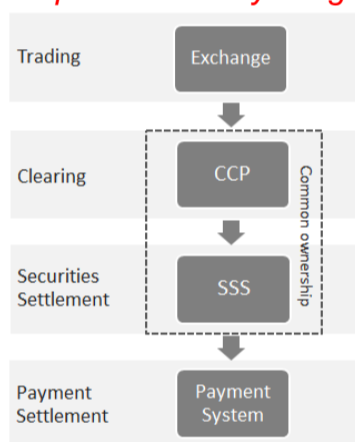 Trading
Exchange
Clearing
CCP
Common ownership
Securities
Settlement
SSS
Payment
Settlement
Payment
System